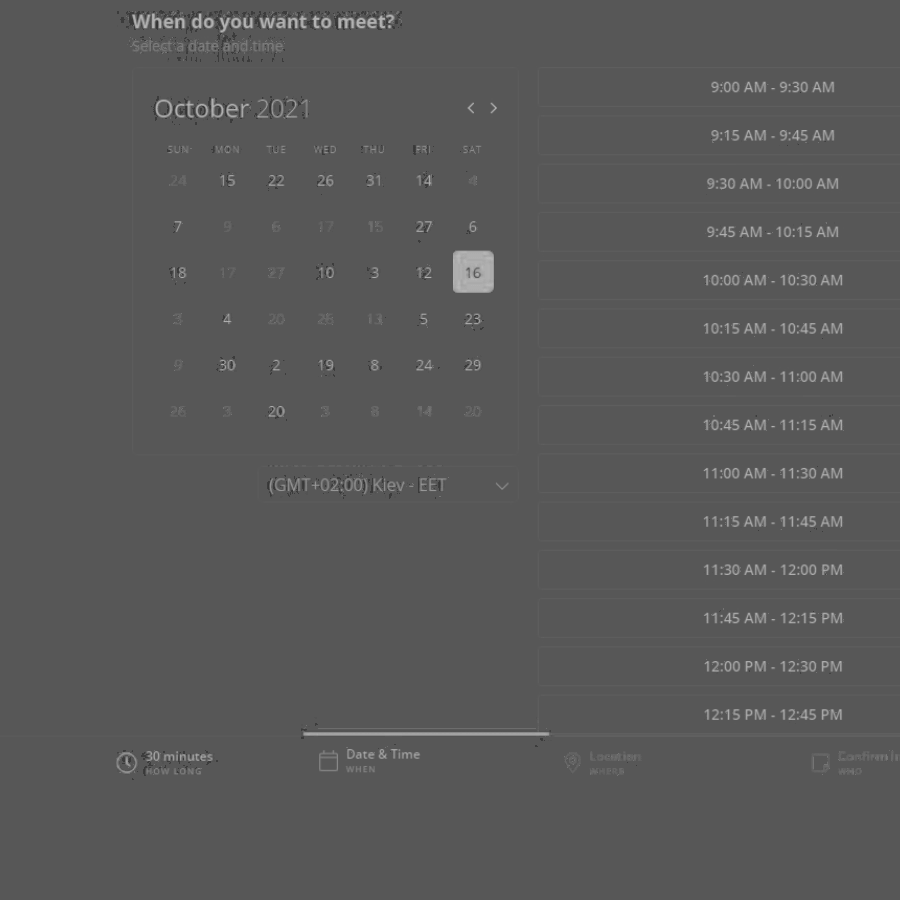 When do you want to meet?
Select a date and time
October 2021
SUN MON TUE WED THU FRI SAT
24 15 22 26 31 14 4
7 9 6 17 15 27 6
18 17 27 10 3 12 16
3 4 20 25 13 5 23
9 30 2 19 8 24 29
26 3 20 3 8 14 20
(GMT+02:00) Kiev - EET
9:00 AM - 9:30 AM
9:15 AM - 9:45 AM
9:30 AM - 10:00 AM
9:45 AM - 10:15 AM
10:00 AM - 10:30 AM
10:15 AM - 10:45 AM
10:30 AM - 11:00 AM
10:45 AM - 11:15 AM
11:00 AM - 11:30 AM
11:15 AM - 11:45 AM
11:30 AM - 12:00 PM
11:45 AM - 12:15 PM
12:00 PM - 12:30 PM
12:15 PM - 12:45 PM
30 minutes
HOW LONG
Date & Time
WHEN
Location
WHERE
Confirm
WHO